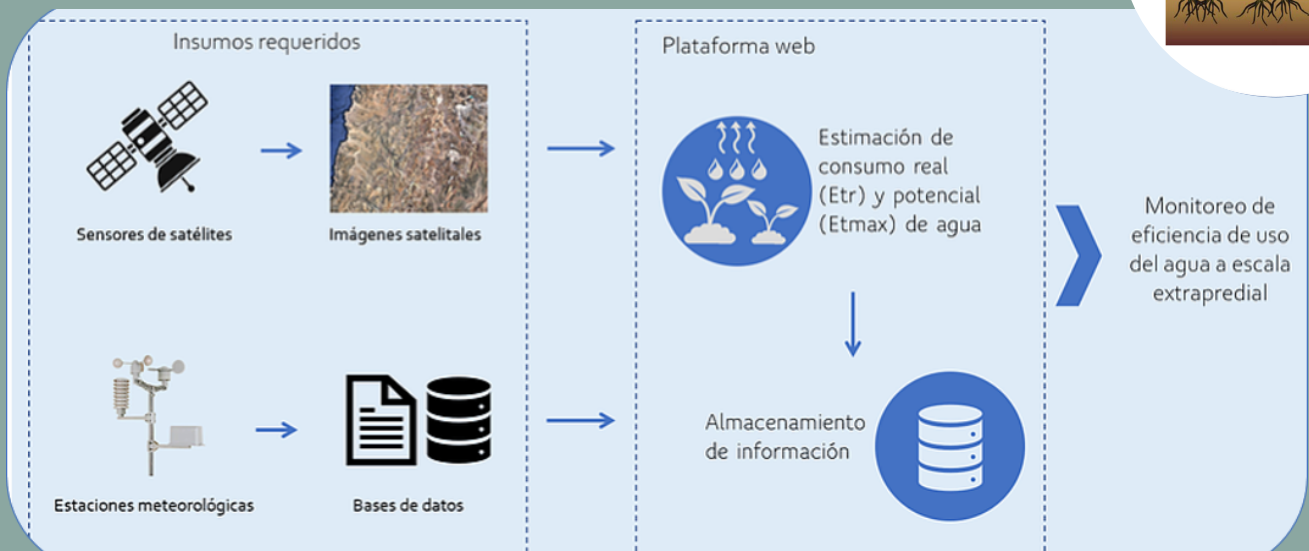 Insumos requeridos
Sensores de satélites
Imágenes satelitales
Estaciones meteorológicas
Bases de datos
Plataforma web
Estimación de
consumo real
(Etr) y potencial
(Etmax) de agua
Almacenamiento
de información
Monitoreo de
eficiencia de uso
del agua a escala
extrapredial